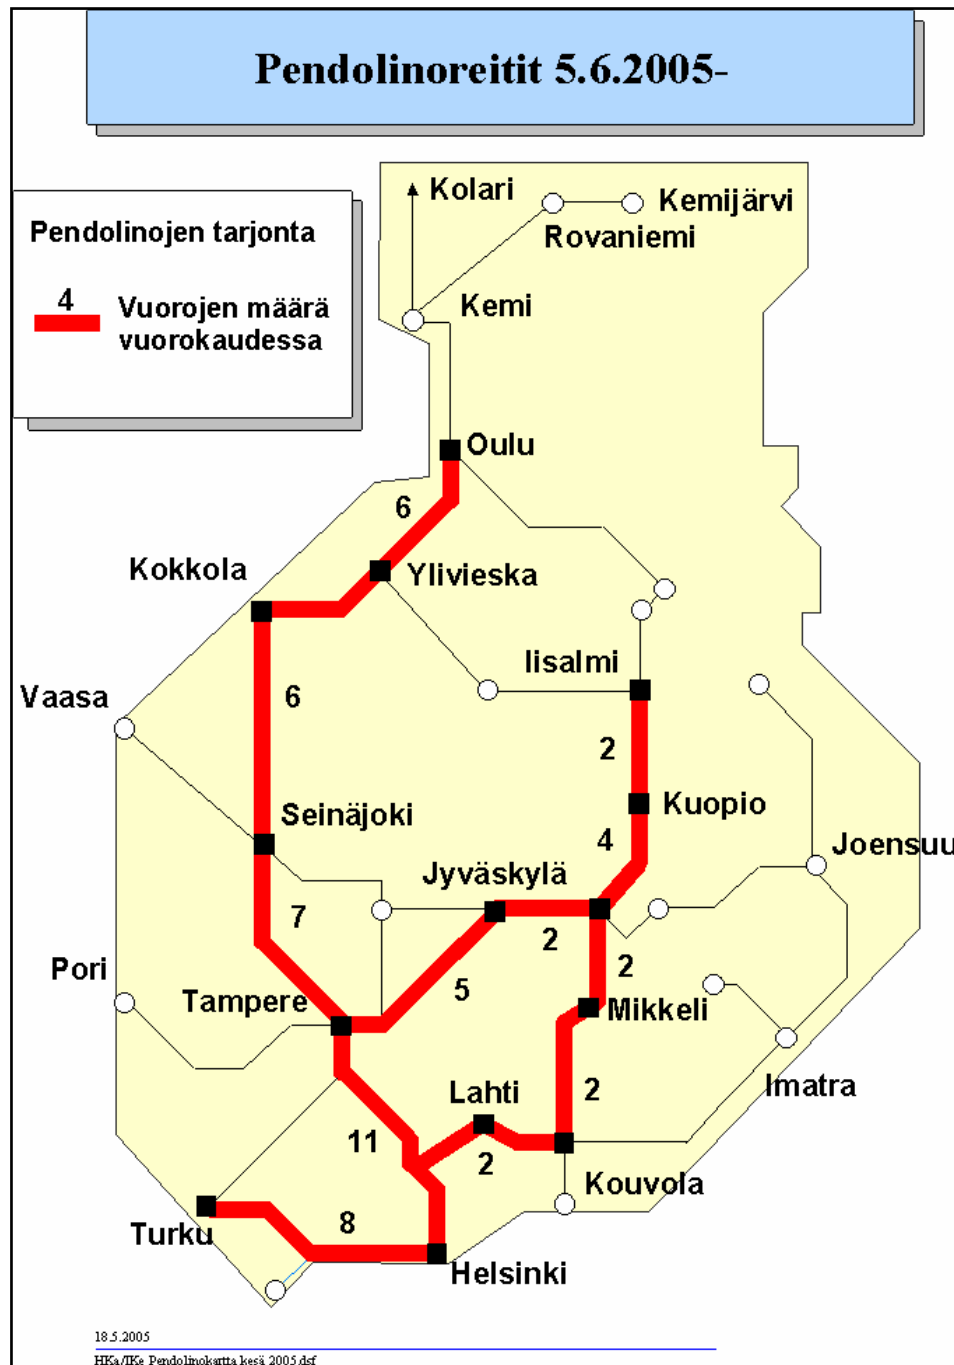 Pendolinoreitit 5.6.2005-
Pendolinojen tarjonta
4
Vuorojen määrä
vuorokaudessa
Kolari
Kemijärvi
Rovaniemi
Kemi
Oulu
6
Kokkola
Ylivieska
Iisalmi
Vaasa
6
2
Kuopio
Seinäjoki
4
Joensuu
Jyväskylä
7
2
2
Pori
5
Tampere
Mikkeli
Imatra
Lahti
2
11
2
Kouvola
Turku
8
Helsinki
18.5.2005
HKa/IKe Pendolinokartta kesä 2005.dsf